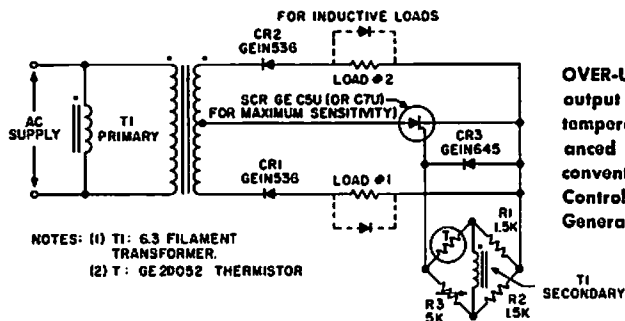 FOR INDUCTIVE LOADS
CR2
GEIN536
LOAD #2
SCR GE C5U (OR C7U)
FOR MAXIMUM SENSITIVITY)
AC
SUPPLY
T1
PRIMARY
CR3
GEIN645
CR1
GEIN536
LOAD #1
R1
1.5K
T
NOTES: (1) T1: 6.3 FILAMENT
TRANSFORMER.
(2) T: GE 2D052 THERMISTOR
R3
5K
R2
1.5K
T1
SECONDARY
OVER-U
output
tempera
anced
convent
Control
Genera